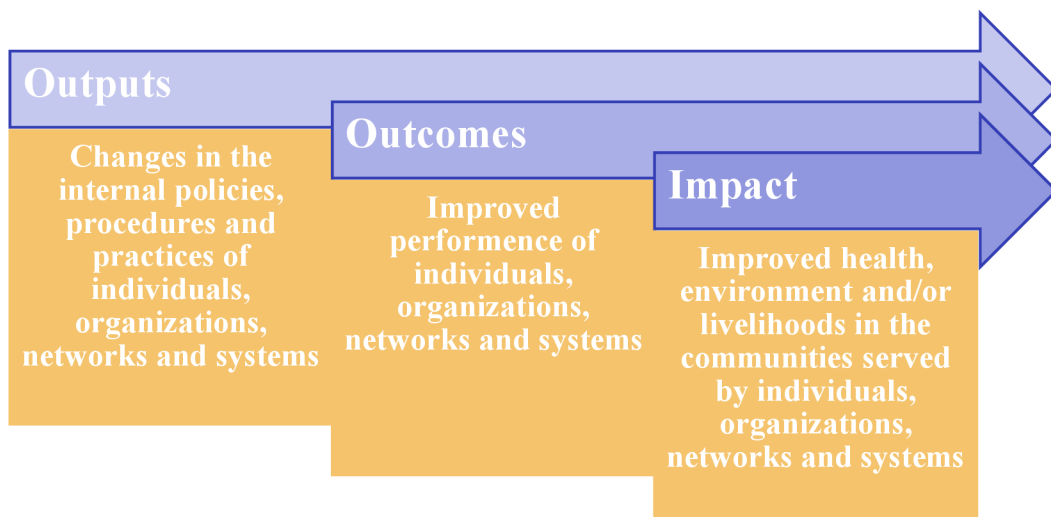 Outputs
Changes in the
internal policies,
procedures and
practices of
individuals,
organizations,
networks and systems
Outcomes
Improved
performence of
individuals,
organizations,
networks and systems
Impact
Improved health,
environment and/or
livelihoods in the
communities served
by individuals,
organizations,
networks and systems